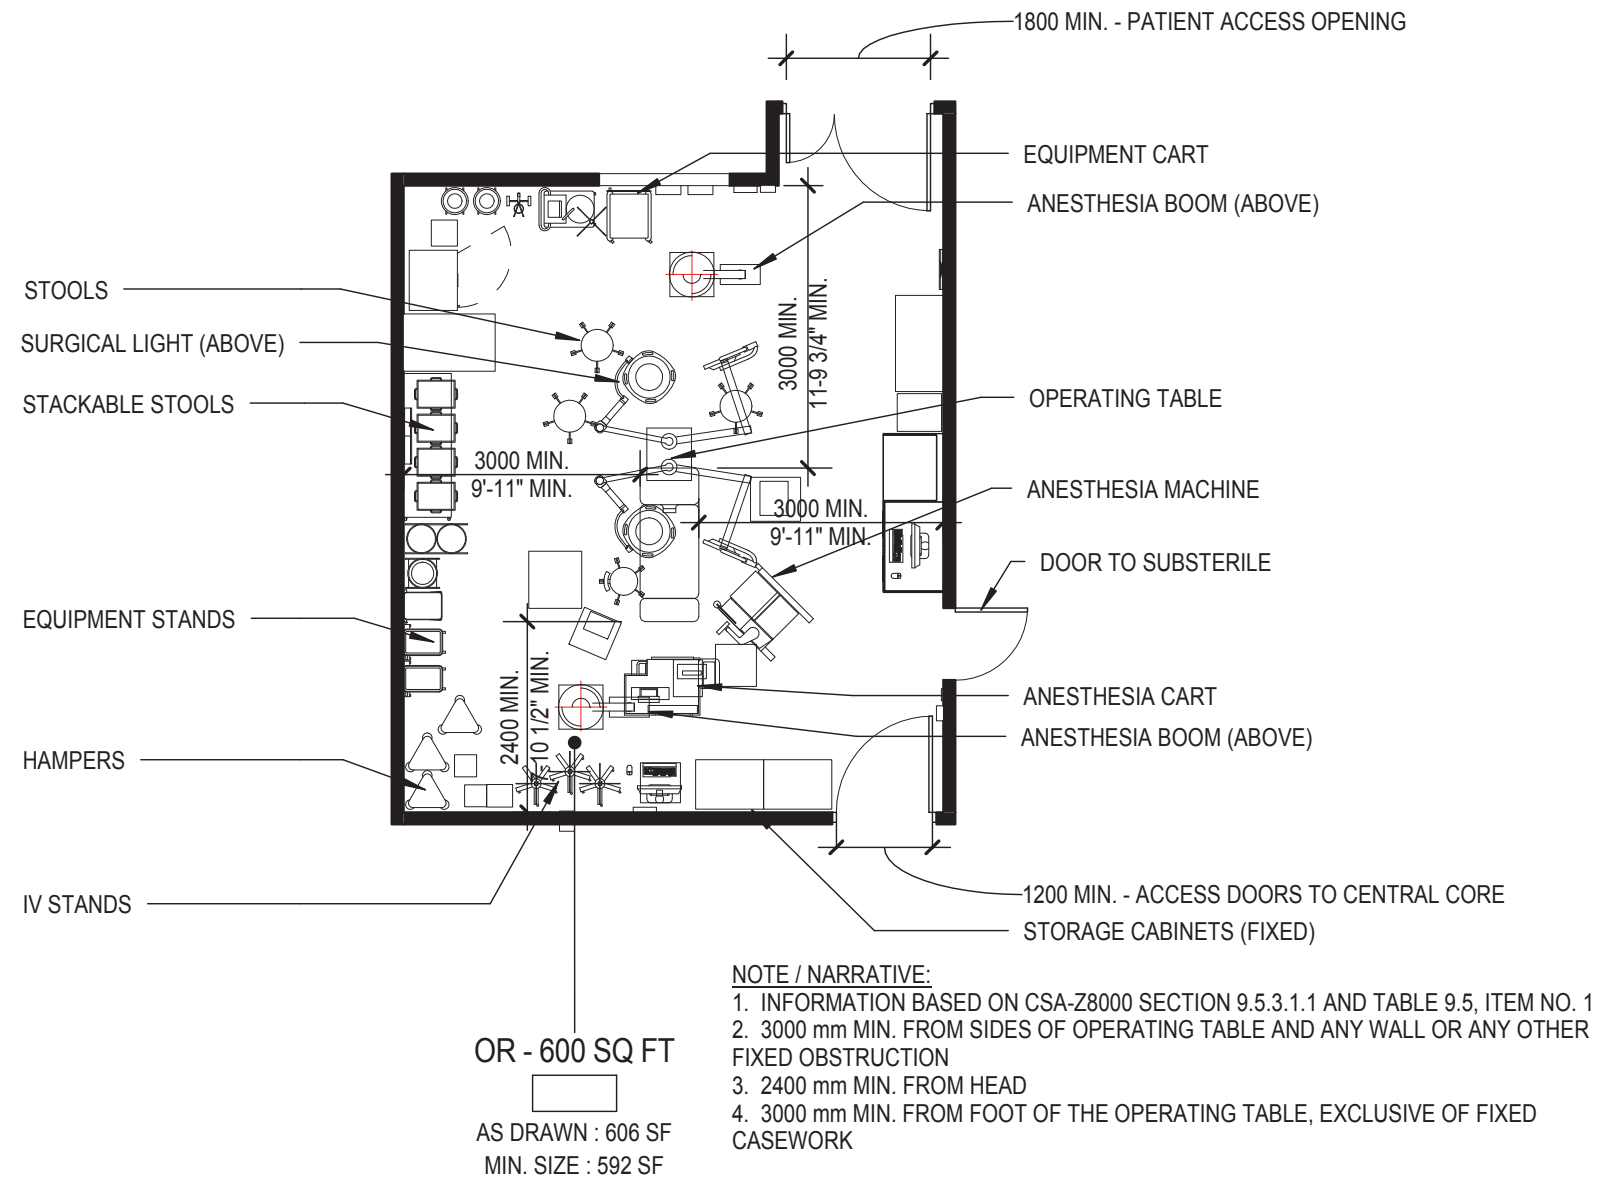 1800 MIN. - PATIENT ACCESS OPENING
EQUIPMENT CART
ANESTHESIA BOOM (ABOVE)
STOOLS
SURGICAL LIGHT (ABOVE)
STACKABLE STOOLS
3000 MIN.
11-9 3/4" MIN.
OPERATING TABLE
3000 MIN.
9'-11" MIN.
ANESTHESIA MACHINE
3000 MIN.
9'-11" MIN.
DOOR TO SUBSTERILE
EQUIPMENT STANDS
2400 MIN.
10 1/2" MIN.
ANESTHESIA CART
ANESTHESIA BOOM (ABOVE)
HAMPERS
IV STANDS
1200 MIN. - ACCESS DOORS TO CENTRAL CORE
STORAGE CABINETS (FIXED)
NOTE / NARRATIVE:
1. INFORMATION BASED ON CSA-Z8000 SECTION 9.5.3.1.1 AND TABLE 9.5, ITEM NO. 1
2. 3000 mm MIN. FROM SIDES OF OPERATING TABLE AND ANY WALL OR ANY OTHER
FIXED OBSTRUCTION
3. 2400 mm MIN. FROM HEAD
4. 3000 mm MIN. FROM FOOT OF THE OPERATING TABLE, EXCLUSIVE OF FIXED
CASEWORK
OR - 600 SQ FT
AS DRAWN : 606 SF
MIN. SIZE : 592 SF